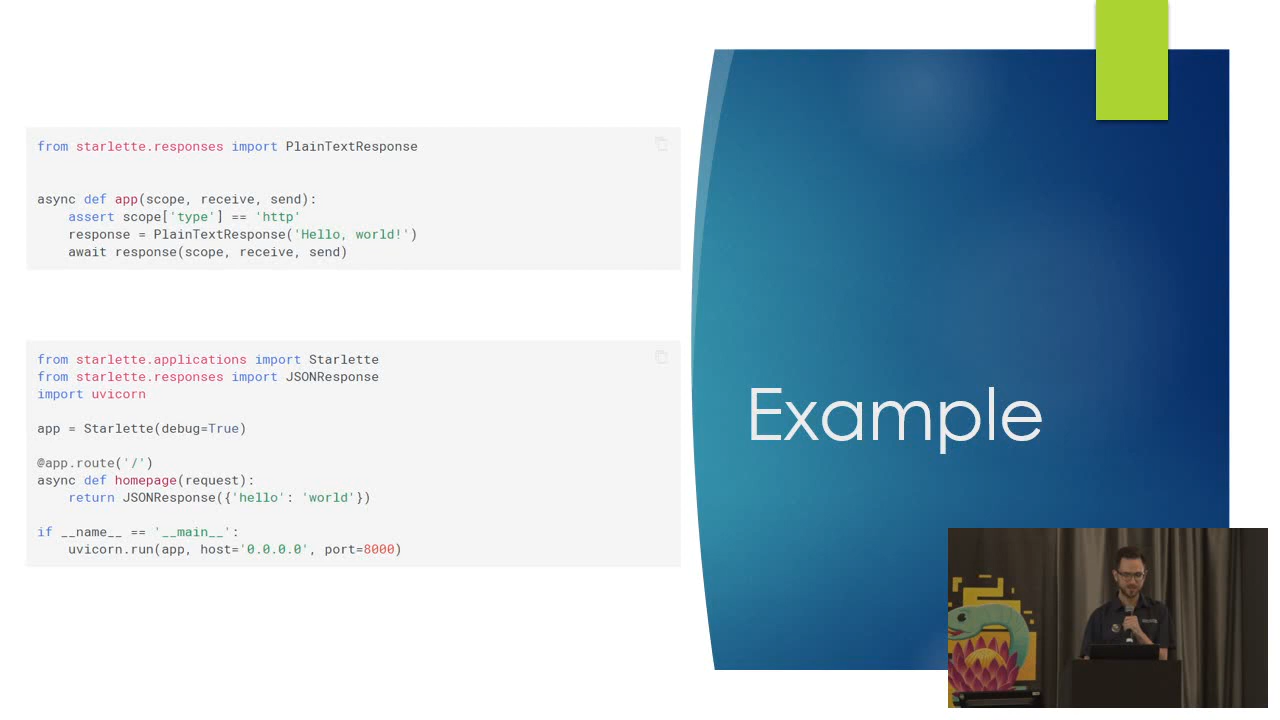 from starlette.responses import PlainTextResponse
async def app(scope, receive, send):
    assert scope['type'] == 'http'
    response = PlainTextResponse('Hello, world!')
    await response(scope, receive, send)
from starlette.applications import Starlette
from starlette.responses import JSONResponse
import uvicorn
app = Starlette(debug=True)
@app.route('/')
async def homepage(request):
    return JSONResponse({'hello': 'world'})
if __name__ == '__main__':
    uvicorn.run(app, host='0.0.0.0', port=8000)
Example